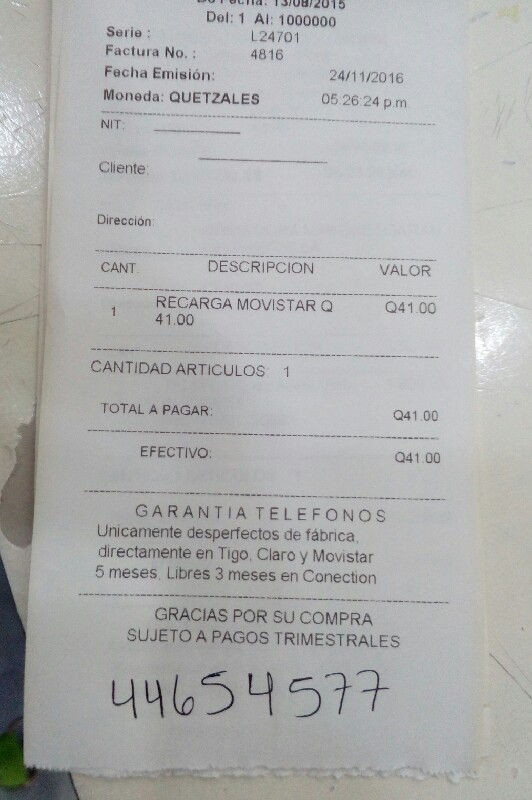 De Fecha: 13/08/2015
Del: 1 Al: 1000000
Serie : L24701
Factura No. : 4816
Fecha Emisión: 24/11/2016
Moneda: QUETZALES 05:26:24 p.m
NIT:
Cliente:
Dirección:
CANT. DESCRIPCION VALOR
1 RECARGA MOVISTAR Q Q41.00
41.00
CANTIDAD ARTICULOS: 1
TOTAL A PAGAR: Q41.00
EFECTIVO: Q41.00
GARANTIA TELEFONOS
Unicamente desperfectos de fábrica,
directamente en Tigo, Claro y Movistar
5 meses, Libres 3 meses en Conection
GRACIAS POR SU COMPRA
SUJETO A PAGOS TRIMESTRALES
44654577